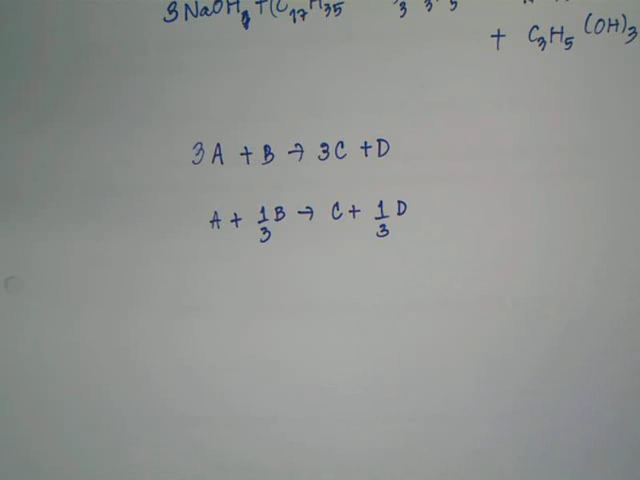 3NaOH + (C17H35
+ C3H5 (OH)3
3A + B → 3C + D
A + 1/3 B → C + 1/3 D